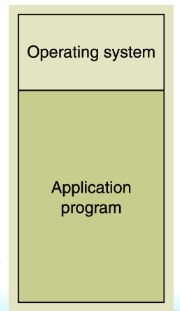 Operating system
Application
program